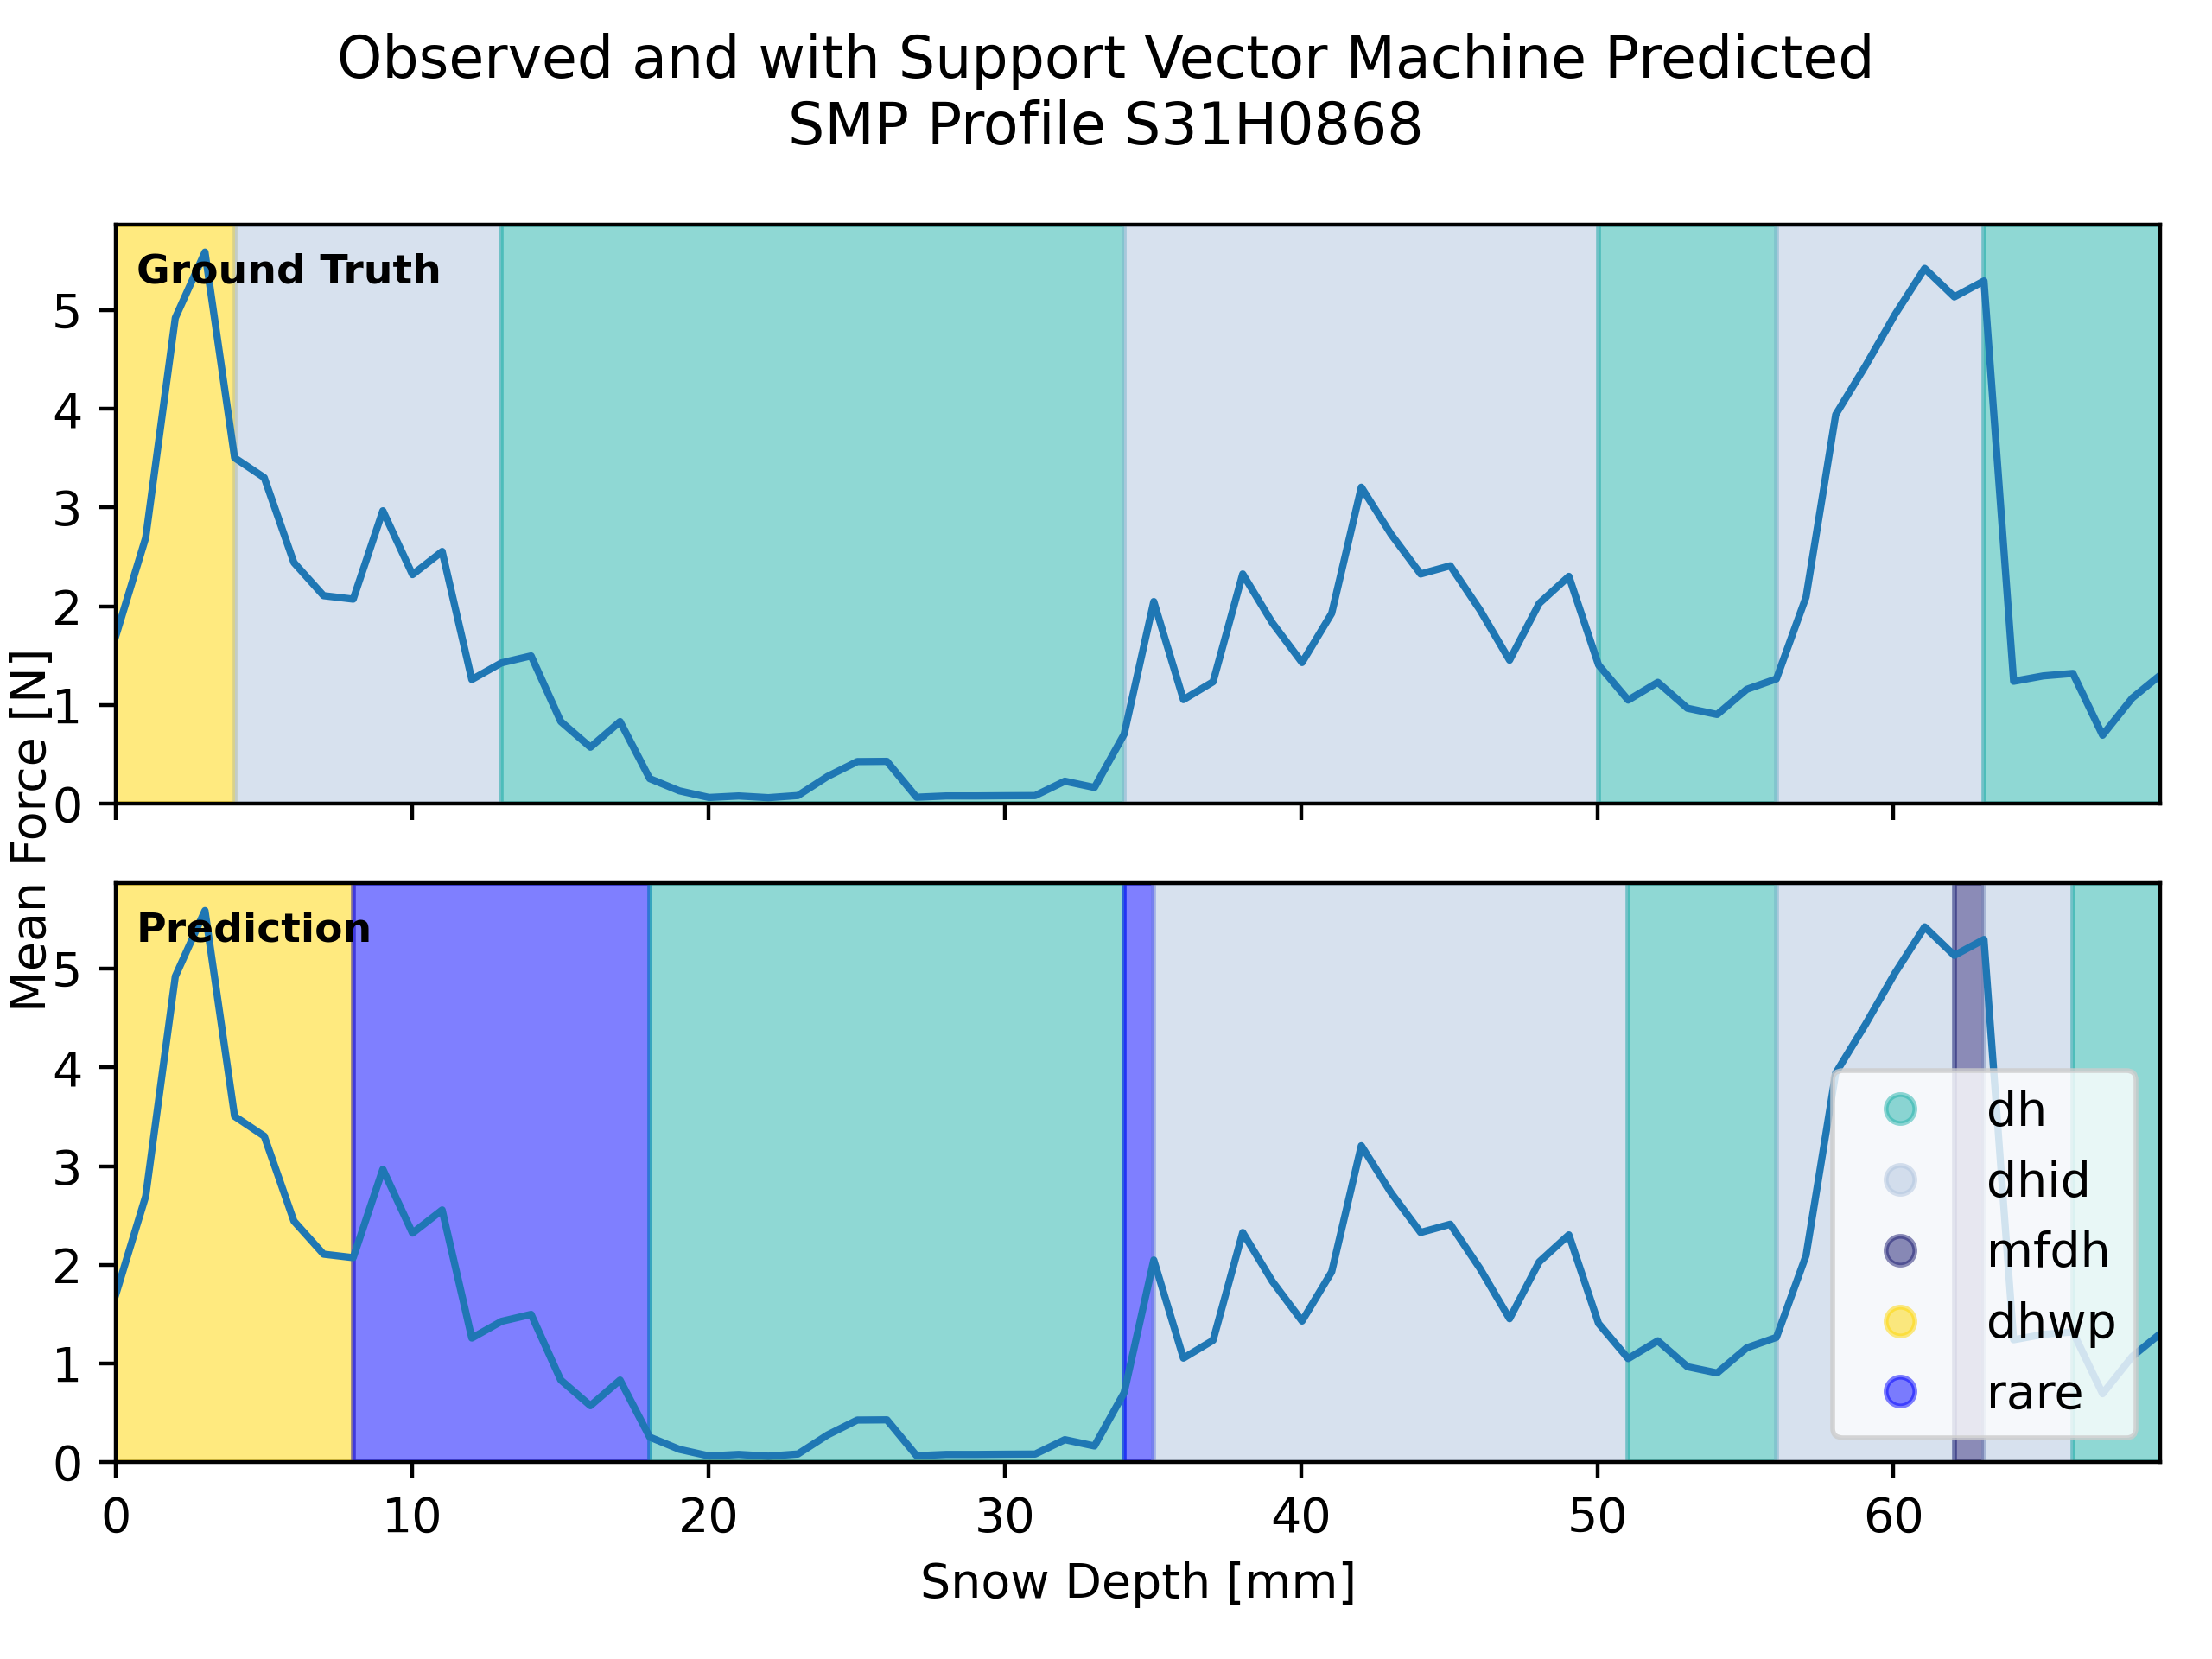 Observed and with Support Vector Machine Predicted
SMP Profile S31H0868
Ground Truth
5
4
3
2
1
0
Mean Force [N]
Prediction
5
4
3
2
1
0
dh
dhid
mfdh
dhwp
rare
0 10 20 30 40 50 60
Snow Depth [mm]